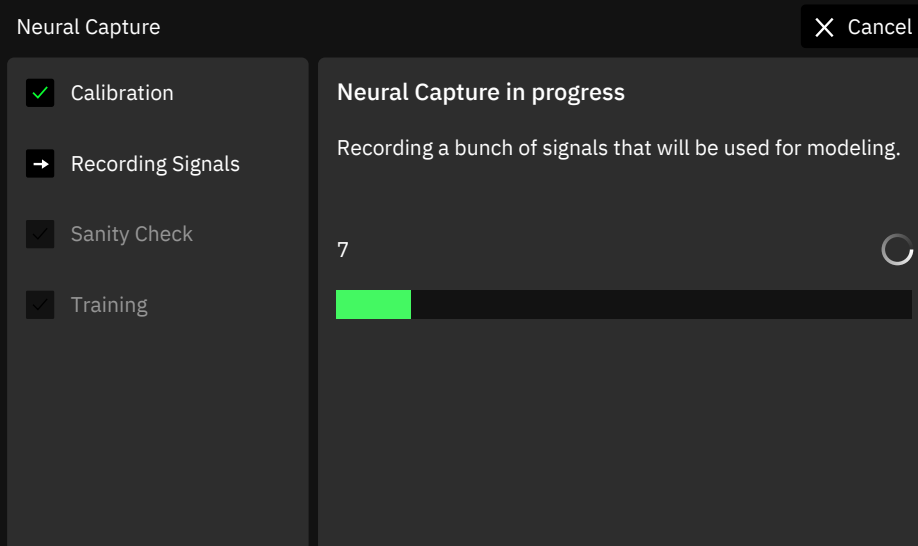 Neural Capture
Cancel
Calibration
Recording Signals
Sanity Check
Training
Neural Capture in progress
Recording a bunch of signals that will be used for modeling.
7